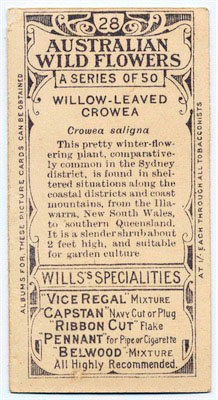 28
AUSTRALIAN
WILD FLOWERS
A SERIES OF 50
WILLOW-LEAVED
CROWEA
Crowea saligna
This pretty winter-flow-
ering plant, comparative-
ly common in the Sydney
district, is found in shel-
tered situations along the
coastal districts and coast
mountains, from the Illa-
warra, New South Wales,
to southern Queensland.
It is a slender shrub about
2 feet high, and suitable
for garden culture
WILLS'S SPECIALITIES
"VICE REGAL" MIXTURE
"CAPSTAN" NAVY Cut or Plug
"RIBBON CUT" Flake
"PENNANT" for Pipe or Cigarette
"BELWOOD" MIXTURE
All Highly Recommended.
ALBUMS FOR THESE PICTURE CARDS CAN BE OBTAINED
AT 1/- EACH THROUGH ALL TOBACCONISTS